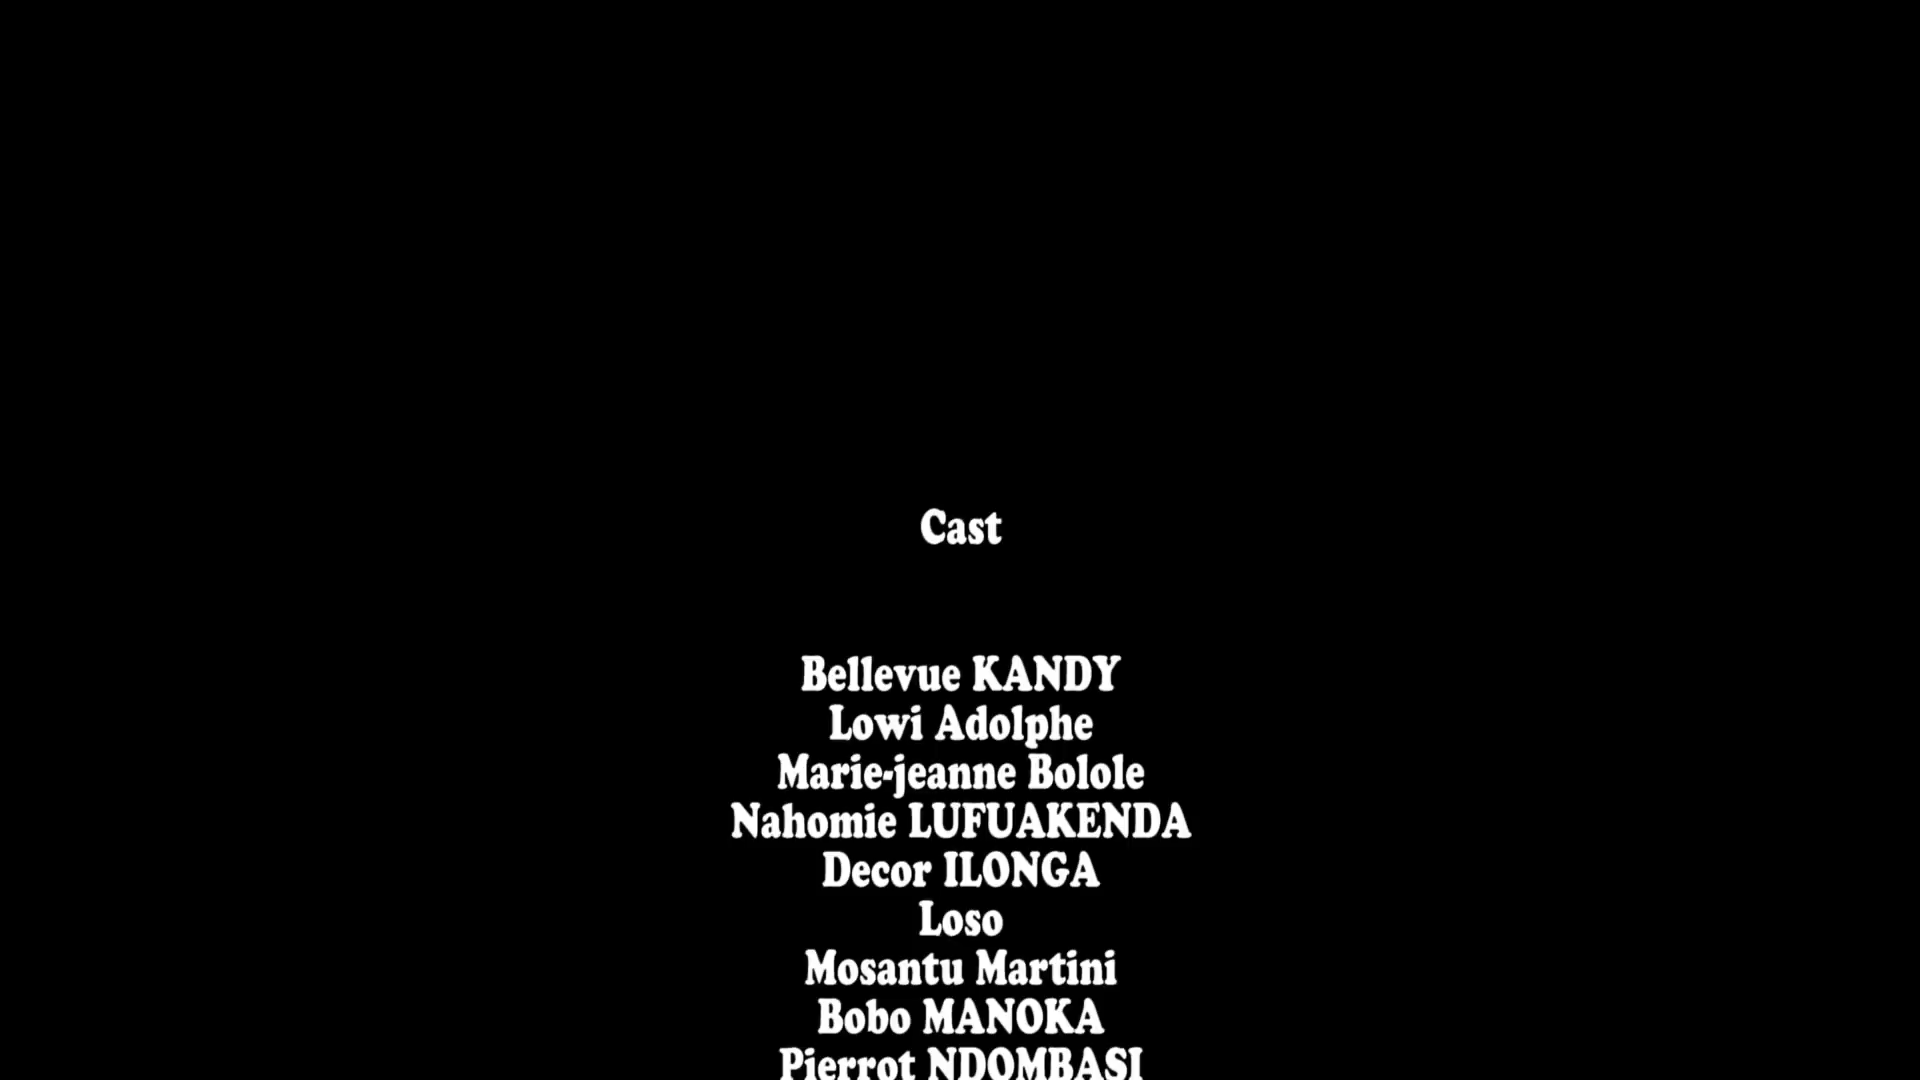 Cast
Bellevue KANDY
Lowi Adolphe
Marie-jeanne Bolole
Nahomie LUFUAKENDA
Decor ILONGA
Loso
Mosantu Martini
Bobo MANOKA
Pierrot NDOMBASI